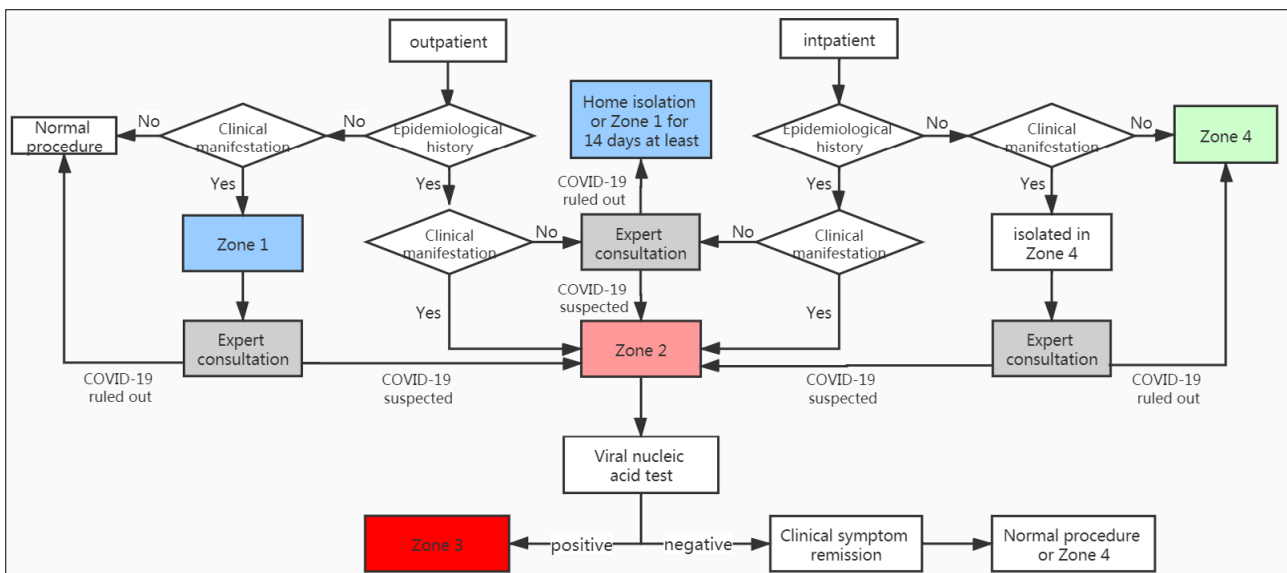 outpatient
intpatient
Home isolation
or Zone 1 for
14 days at least
Normal
procedure
No
Clinical
manifestation
No
Epidemiological
history
Epidemiological
history
No
Clinical
manifestation
No
Zone 4
Yes
Yes
COVID-19
ruled out
Yes
Yes
Zone 1
Clinical
manifestation
No
Expert
consultation
No
Clinical
manifestation
isolated in
Zone 4
COVID-19
suspected
Yes
Yes
Expert
consultation
Zone 2
Expert
consultation
COVID-19
ruled out
COVID-19
suspected
COVID-19
suspected
COVID-19
ruled out
Viral nucleic
acid test
Zone 3
positive
negative
Clinical symptom
remission
Normal procedure
or Zone 4